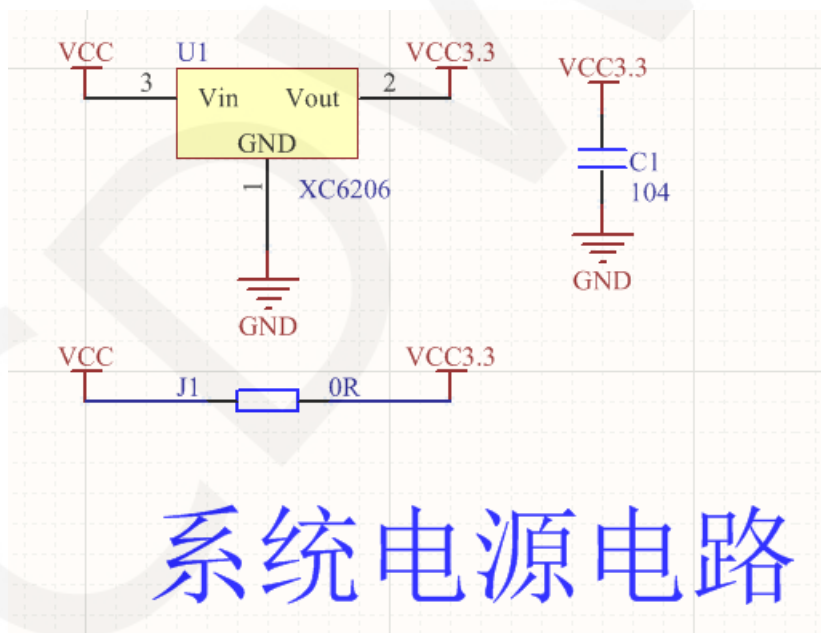 VCC
U1
VCC3.3
3
Vin
Vout
2
GND
1
XC6206
GND
VCC3.3
C1
104
GND
VCC
J1
0R
VCC3.3
系统电源电路